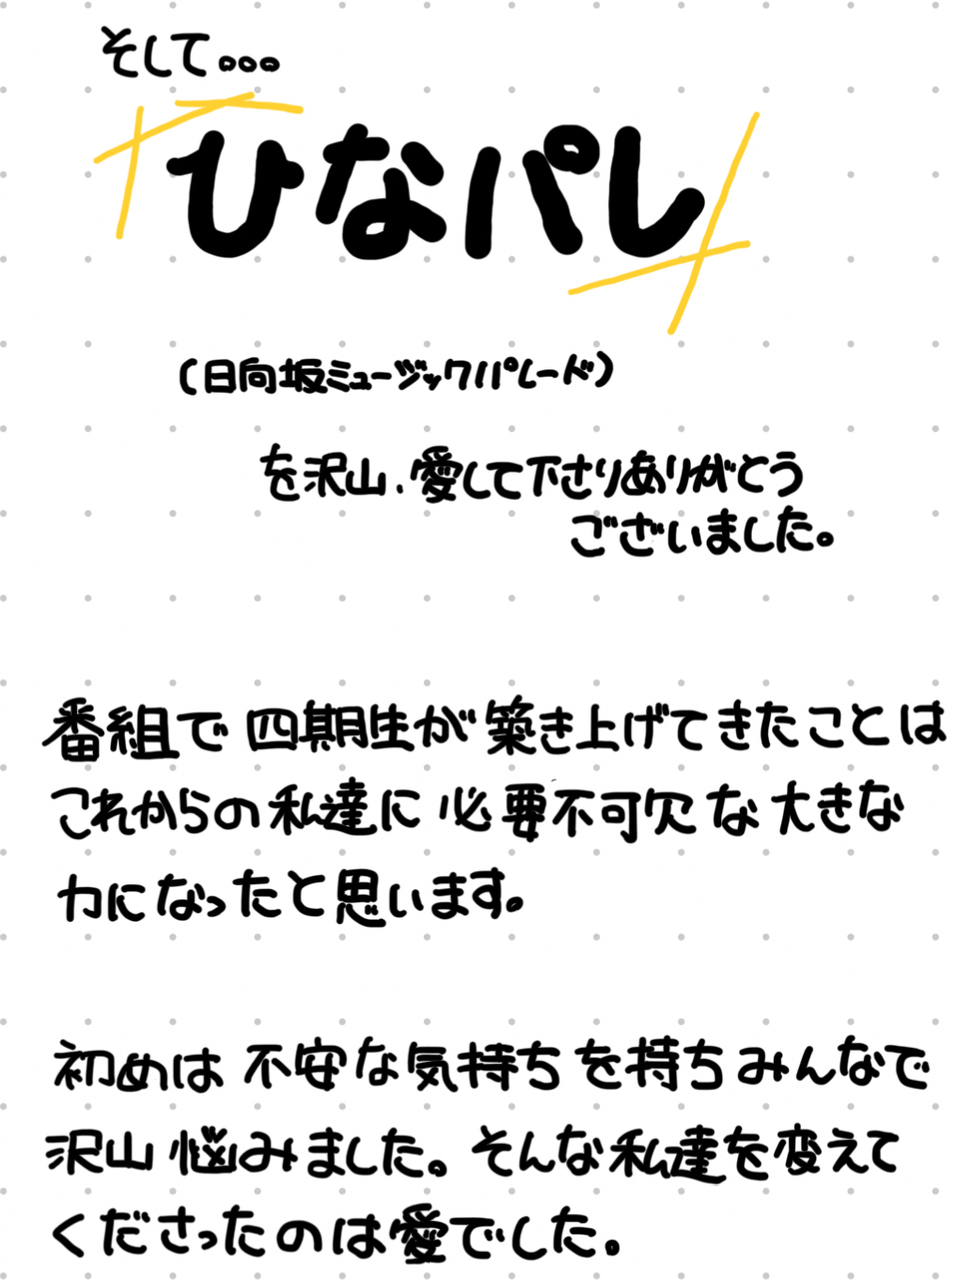 そして。。。
ひなパレ
(日向坂ミュージックパレード)
を沢山、愛して下さりありがとう
ございました。
番組で四期生が築き上げてきたことは
これからの私達に必要不可欠な大きな
力になったと思います。
初めは不安な気持ちを持ちみんなで
沢山悩みました。そんな私達を変えて
くださったのは愛でした。